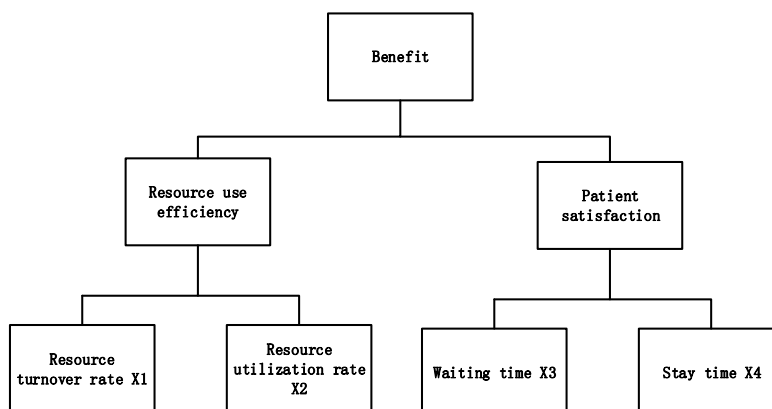 Benefit
Resource use
efficiency
Patient
satisfaction
Resource
turnover rate X1
Resource
utilization rate
X2
Waiting time X3
Stay time X4